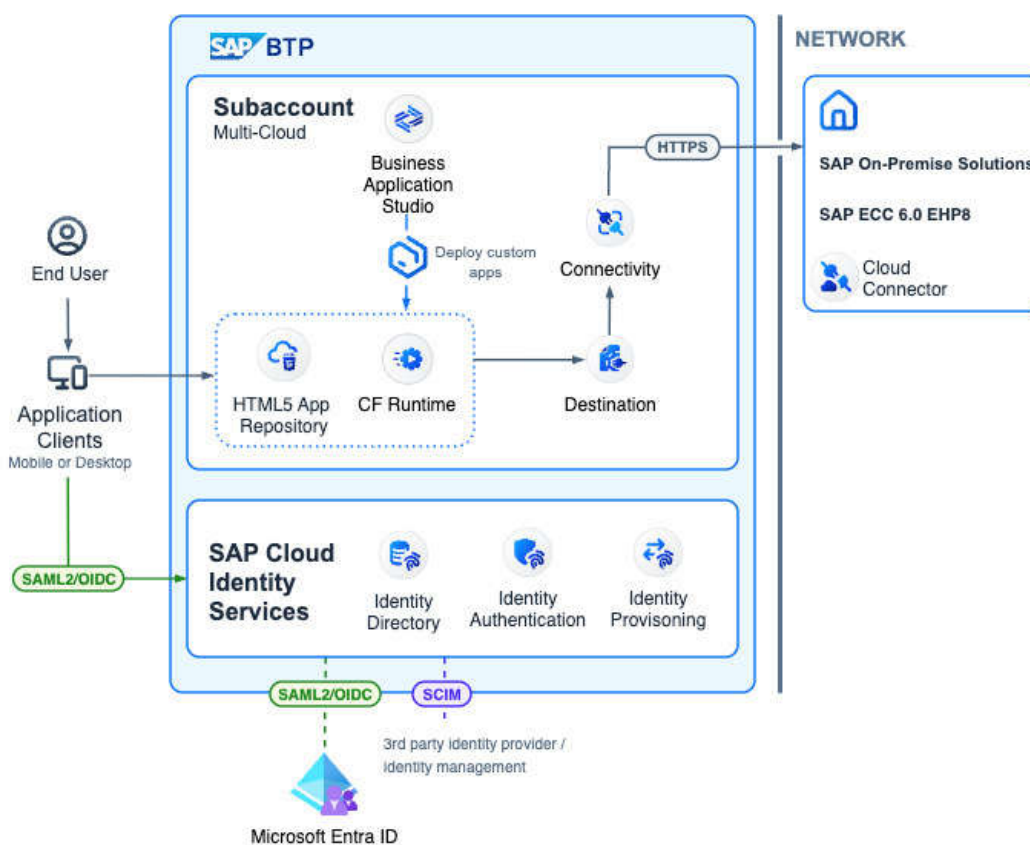 SAP BTP
NETWORK
Subaccount
Multi-Cloud
Business
Application
Studio
Deploy custom
apps
HTML5 App
Repository
CF Runtime
Destination
Connectivity
HTTPS
SAP On-Premise Solutions
SAP ECC 6.0 EHP8
Cloud
Connector
End User
Application
Clients
Mobile or Desktop
SAML2/OIDC
SAP Cloud
Identity
Services
Identity
Directory
Identity
Authentication
Identity
Provisoning
SAML2/OIDC
SCIM
3rd party identity provider /
identity management
Microsoft Entra ID